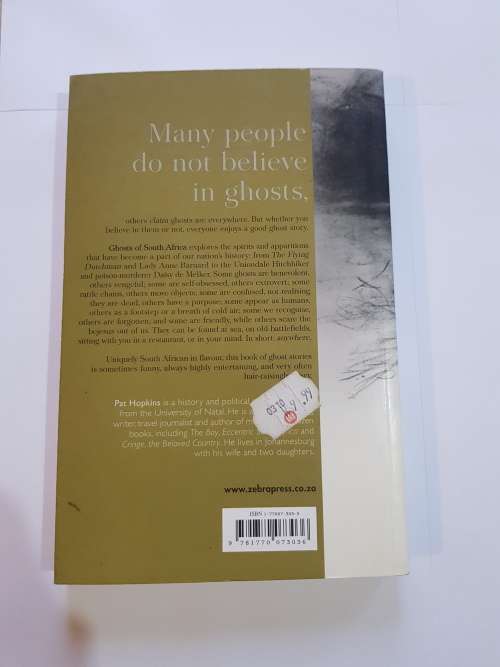 Many people
do not believe
in ghosts,
others claim ghosts are everywhere. But whether you
believe in them or not, everyone enjoys a good ghost story.
Ghosts of South Africa explores the spirits and apparitions
that have become a part of our nation's history: from The Flying
Dutchman and Lady Anne Barnard to the Uniondale Hitchhiker
and poison-murderer Daisy de Melker. Some ghosts are benevolent,
others vengeful; some are self-obsessed, others extrovert; some
rattle chains, others move objects; some are confused, not realising
they are dead, others have a purpose; some appear as humans,
others as a footstep or a breath of cold air; some we recognise,
others are forgotten; and some are friendly, while others scare the
bejesus out of us. They can be found at sea, on old battlefields,
sitting with you in a restaurant, or in your mind. In short, anywhere.
Uniquely South African in flavour, this book of ghost stories
is sometimes funny, always highly entertaining, and very often
hair-raisingly
Pat Hopkins is a history and political
from the University of Natal. He is
writer, travel journalist and author of
books, including The Bay, Eccentric and
Cringe, the Beloved Country. He lives in Johannesburg
with his wife and two daughters.
www.zebrapress.co.za